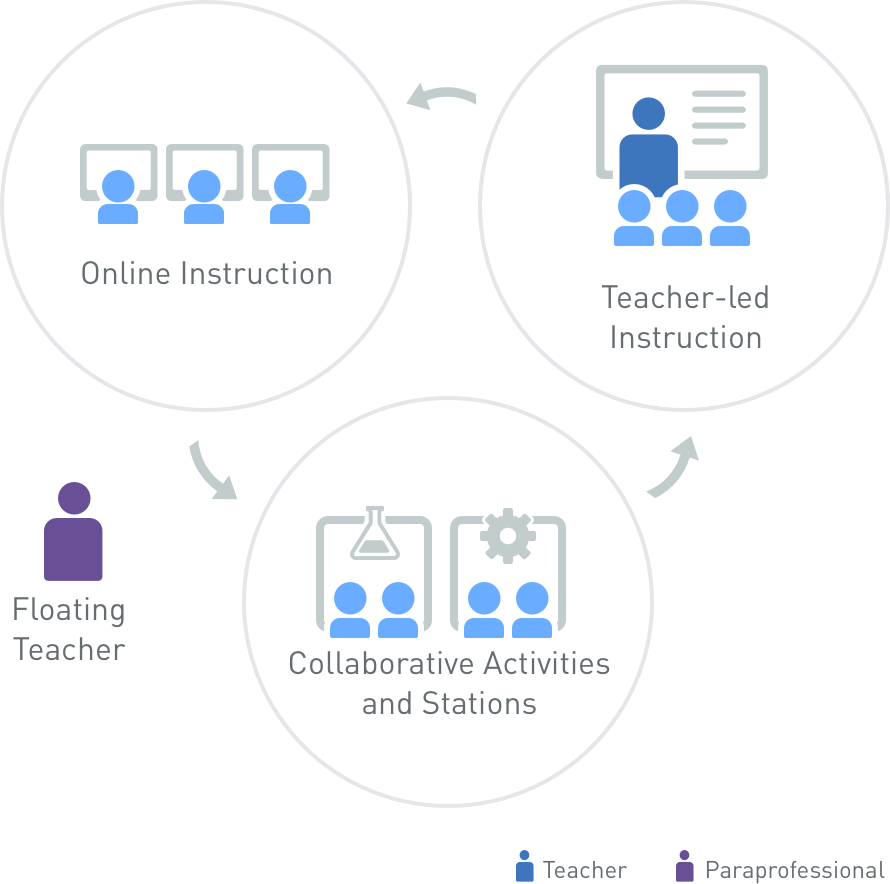 Online Instruction
Teacher-led
Instruction
Floating
Teacher
Collaborative Activities
and Stations
Teacher
Paraprofessional